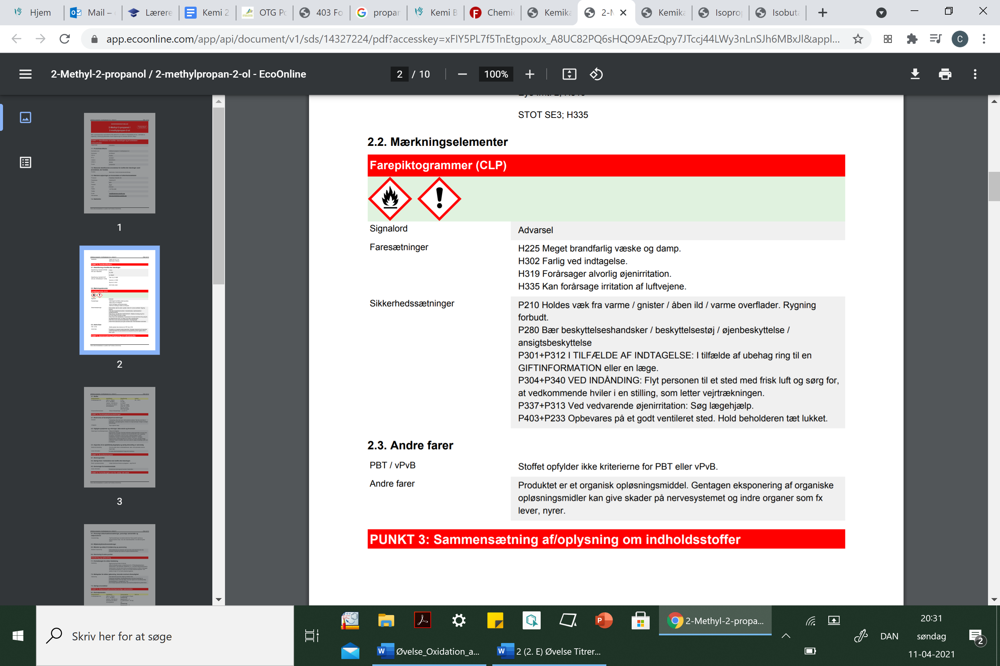 Hjem
Mail –
Lærere
Kemi 2
OTG Po
403 Fo
propan
Kemi B
Chemi
Kemika
2-M
Kemika
Isoprop
Isobuta
app.ecoonline.com/app/api/document/v1/sds/14327224/pdf?accesskey=xFIY5PL7f5TnEtgpoxJx_A8UC82PQ6sHQO9AEzQpy7JTccj44LWy3nLnSJh6MBxJl&appl...
C
2-Methyl-2-propanol / 2-methylpropan-2-ol - EcoOnline
2 / 10
100%
1
2
3
STOT SE3; H335
2.2. Mærkningselementer
Farepiktogrammer (CLP)
Signalord
Advarsel
Faresætninger
H225 Meget brandfarlig væske og damp.
H302 Farlig ved indtagelse.
H319 Forårsager alvorlig øjenirritation.
H335 Kan forårsage irritation af luftvejene.
Sikkerhedssætninger
P210 Holdes væk fra varme / gnister / åben ild / varme overflader. Rygning
forbudt.
P280 Bær beskyttelseshandsker / beskyttelsestøj / øjenbeskyttelse /
ansigtsbeskyttelse
P301+P312 I TILFÆLDE AF INDTAGELSE: I tilfælde af ubehag ring til en
GIFTINFORMATION eller en læge.
P304+P340 VED INDÅNDING: Flyt personen til et sted med frisk luft og sørg for,
at vedkommende hviler i en stilling, som letter vejrtrækningen.
P337+P313 Ved vedvarende øjenirritation: Søg lægehjælp.
P403+P233 Opbevares på et godt ventileret sted. Hold beholderen tæt lukket.
2.3. Andre farer
PBT / vPvB
Stoffet opfylder ikke kriterierne for PBT eller vPvB.
Andre farer
Produktet er et organisk opløsningsmiddel. Gentagen eksponering af organiske
opløsningsmidler kan give skader på nervesystemet og indre organer som fx
lever, nyrer.
PUNKT 3: Sammensætning af/oplysning om indholdsstoffer
Skriv her for at søge
2-Methyl-2-propa...
Øvelse_Oxidation_a...
2 (2. E) Øvelse Titrer...
DAN
20:31
søndag
11-04-2021
2